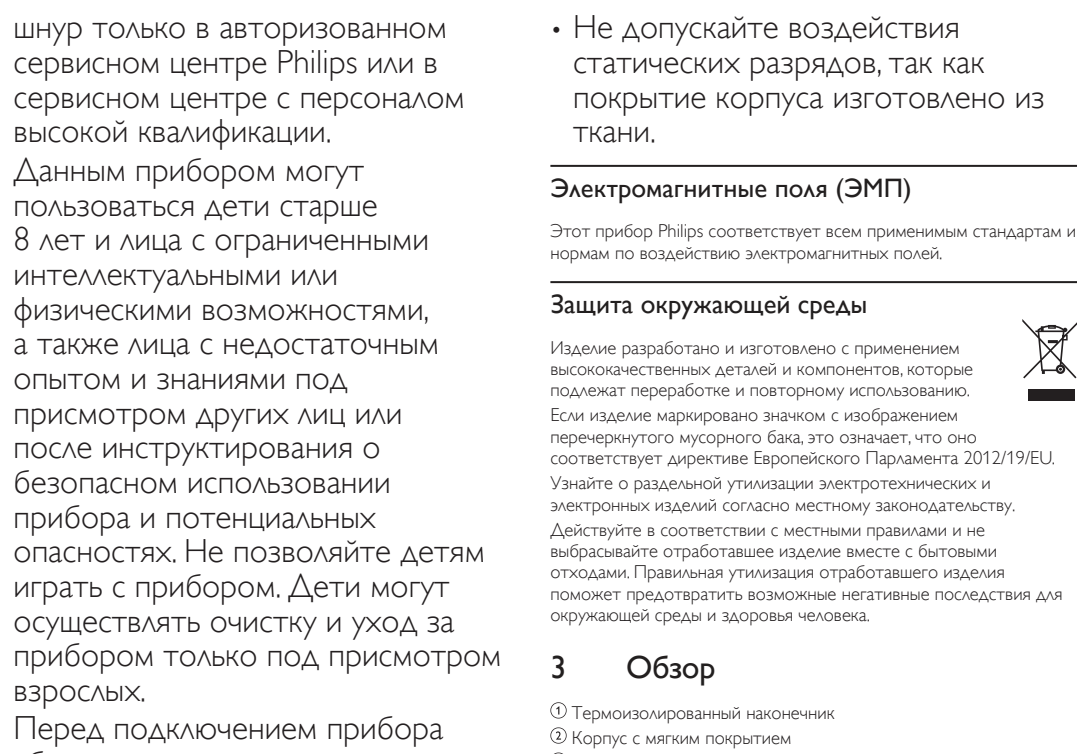 шнур только в авторизованном
сервисном центре Philips или в
сервисном центре с персоналом
высокой квалификации.
Данным прибором могут
пользоваться дети старше
8 лет и лица с ограниченными
интеллектуальными или
физическими возможностями,
а также лица с недостаточным
опытом и знаниями под
присмотром других лиц или
после инструктирования о
безопасном использовании
прибора и потенциальных
опасностях. Не позволяйте детям
играть с прибором. Дети могут
осуществлять очистку и уход за
прибором только под присмотром
взрослых.
Перед подключением прибора
• Не допускайте воздействия
статических разрядов, так как
покрытие корпуса изготовлено из
ткани.
Электромагнитные поля (ЭМП)
Этот прибор Philips соответствует всем применимым стандартам и
нормам по воздействию электромагнитных полей.
Защита окружающей среды
Изделие разработано и изготовлено с применением
высококачественных деталей и компонентов, которые
подлежат переработке и повторному использованию.
Если изделие маркировано значком с изображением
перечеркнутого мусорного бака, это означает, что оно
соответствует директиве Европейского Парламента 2012/19/EU.
Узнайте о раздельной утилизации электротехнических и
электронных изделий согласно местному законодательству.
Действуйте в соответствии с местными правилами и не
выбрасывайте отработавшее изделие вместе с бытовыми
отходами. Правильная утилизация отработавшего изделия
поможет предотвратить возможные негативные последствия для
окружающей среды и здоровья человека.
3 Обзор
① Термоизолированный наконечник
② Корпус с мягким покрытием